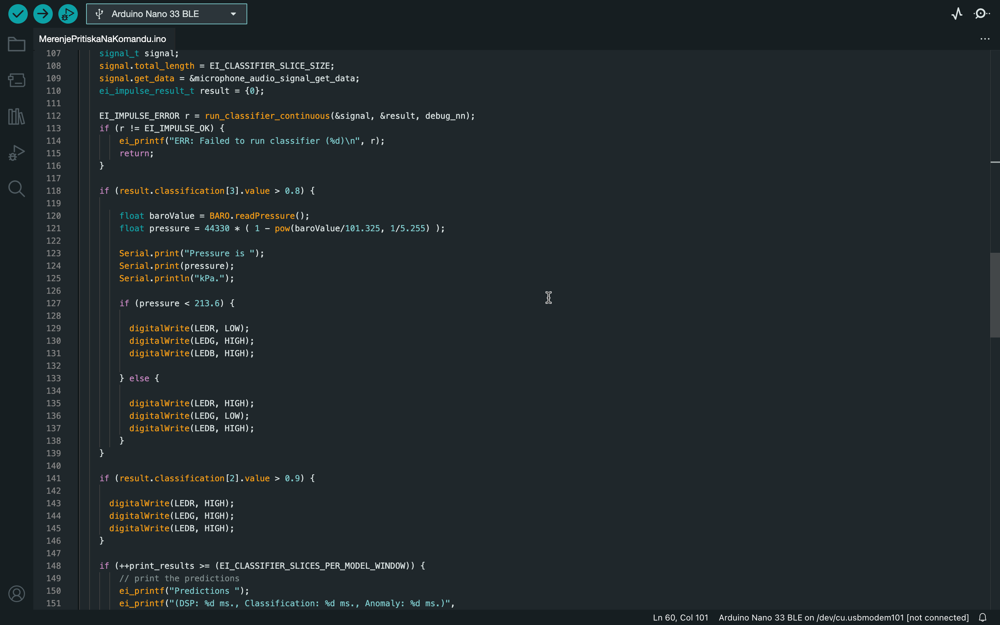 Arduino Nano 33 BLE
MerenjePritiskaNaKomandu.ino
107 signal_t signal;
108 signal.total_length = EI_CLASSIFIER_SLICE_SIZE;
109 signal.get_data = &microphone_audio_signal_get_data;
110 ei_impulse_result_t result = {0};
111
112 EI_IMPULSE_ERROR r = run_classifier_continuous(&signal, &result, debug_nn);
113 if (r != EI_IMPULSE_OK) {
114 ei_printf("ERR: Failed to run classifier (%d)\n", r);
115 return;
116 }
117
118 if (result.classification[3].value > 0.8) {
119
120 float baroValue = BARO.readPressure();
121 float pressure = 44330 * ( 1 - pow(baroValue/101.325, 1/5.255) );
122
123 Serial.print("Pressure is ");
124 Serial.print(pressure);
125 Serial.println("kPa.");
126
127 if (pressure < 213.6) {
128
129 digitalWrite(LEDR, LOW);
130 digitalWrite(LEDG, HIGH);
131 digitalWrite(LEDB, HIGH);
132
133 } else {
134
135 digitalWrite(LEDR, HIGH);
136 digitalWrite(LEDG, LOW);
137 digitalWrite(LEDB, HIGH);
138 }
139 }
140
141 if (result.classification[2].value > 0.9) {
142
143 digitalWrite(LEDR, HIGH);
144 digitalWrite(LEDG, HIGH);
145 digitalWrite(LEDB, HIGH);
146 }
147
148 if (++print_results >= (EI_CLASSIFIER_SLICES_PER_MODEL_WINDOW)) {
149 // print the predictions
150 ei_printf("Predictions ");
151 ei_printf("(DSP: %d ms., Classification: %d ms., Anomaly: %d ms.)",
Ln 60, Col 101 Arduino Nano 33 BLE on /dev/cu.usbmodem101 [not connected]